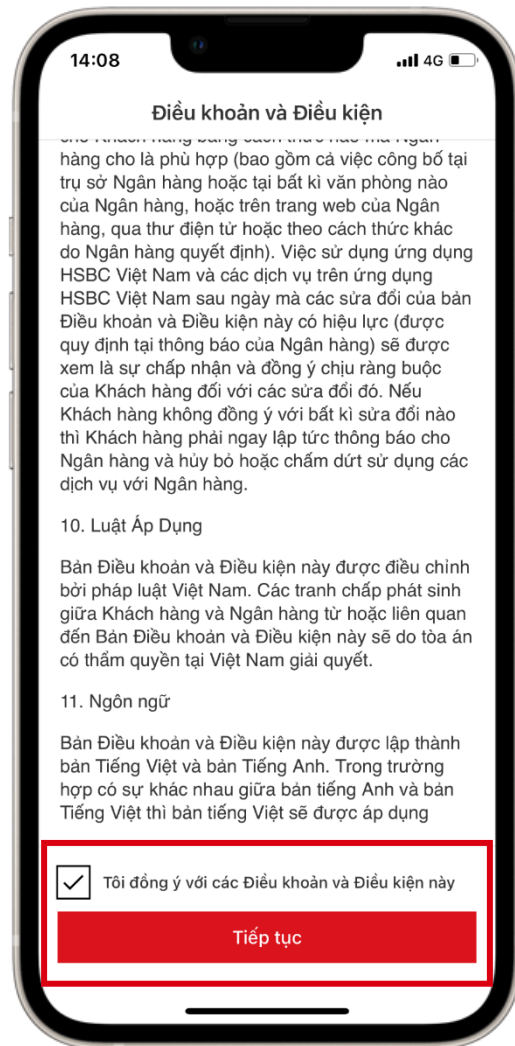 14:08
4G
Điều khoản và Điều kiện
cho Khách hàng bằng cách thức nào mà Ngân
hàng cho là phù hợp (bao gồm cả việc công bố tại
trụ sở Ngân hàng hoặc tại bất kì văn phòng nào
của Ngân hàng, hoặc trên trang web của Ngân
hàng, qua thư điện tử hoặc theo cách thức khác
do Ngân hàng quyết định). Việc sử dụng ứng dụng
HSBC Việt Nam và các dịch vụ trên ứng dụng
HSBC Việt Nam sau ngày mà các sửa đổi của bản
Điều khoản và Điều kiện này có hiệu lực (được
quy định tại thông báo của Ngân hàng) sẽ được
xem là sự chấp nhận và đồng ý chịu ràng buộc
của Khách hàng đối với các sửa đổi đó. Nếu
Khách hàng không đồng ý với bất kì sửa đổi nào
thì Khách hàng phải ngay lập tức thông báo cho
Ngân hàng và hủy bỏ hoặc chấm dứt sử dụng các
dịch vụ với Ngân hàng.
10. Luật Áp Dụng
Bản Điều khoản và Điều kiện này được điều chỉnh
bởi pháp luật Việt Nam. Các tranh chấp phát sinh
giữa Khách hàng và Ngân hàng từ hoặc liên quan
đến Bản Điều khoản và Điều kiện này sẽ do tòa án
có thẩm quyền tại Việt Nam giải quyết.
11. Ngôn ngữ
Bản Điều khoản và Điều kiện này được lập thành
bản Tiếng Việt và bản Tiếng Anh. Trong trường
hợp có sự khác nhau giữa bản tiếng Anh và bản
Tiếng Việt thì bản tiếng Việt sẽ được áp dụng
Tôi đồng ý với các Điều khoản và Điều kiện này
Tiếp tục